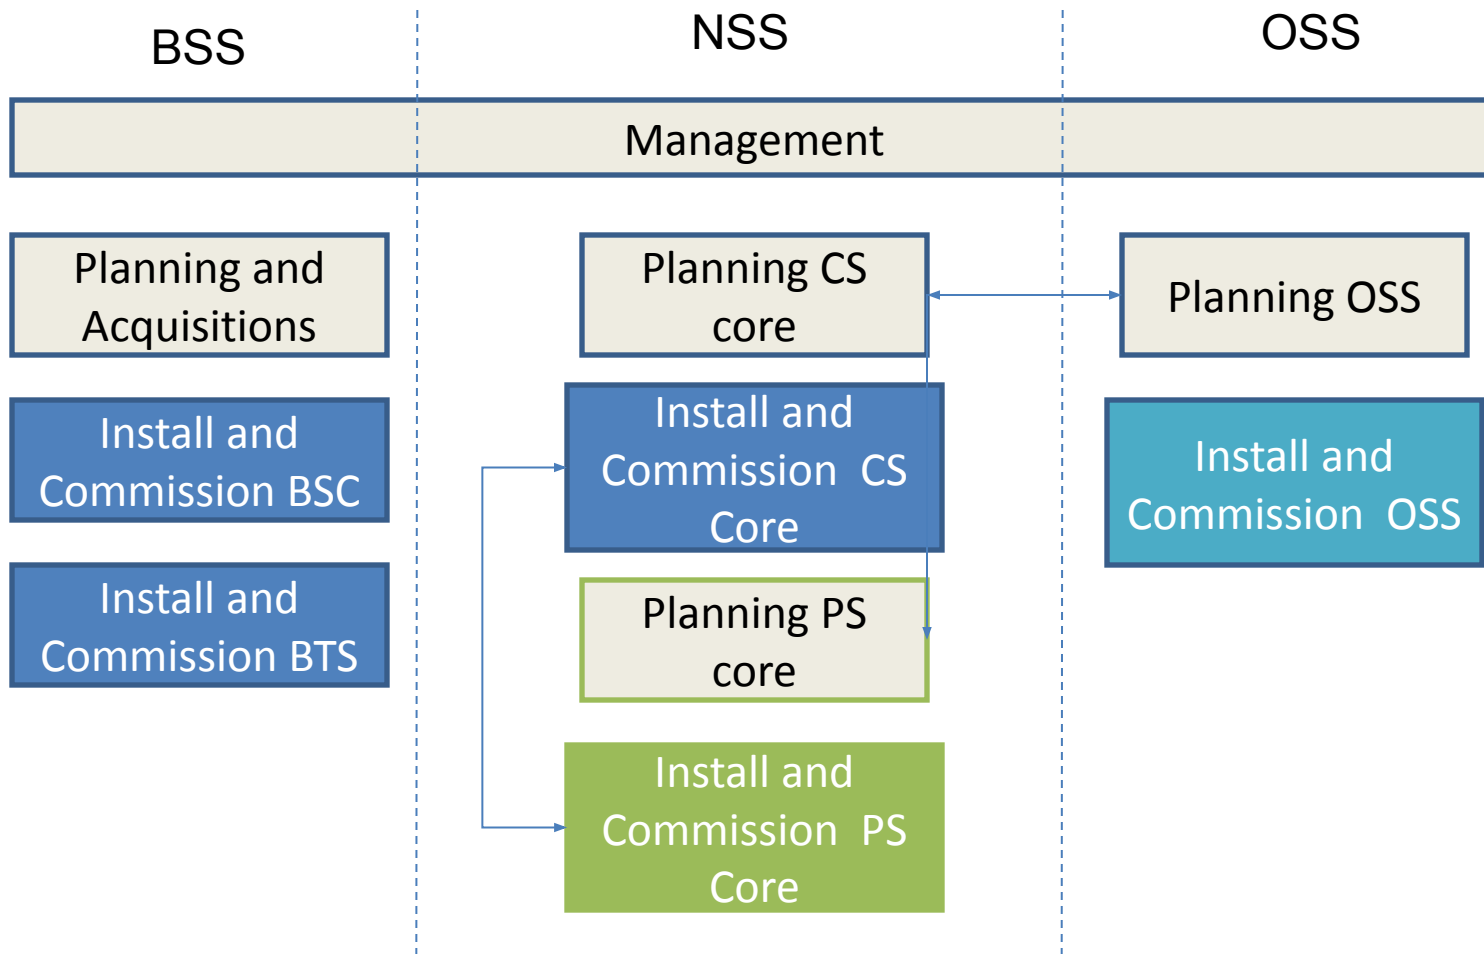 BSS
NSS
OSS
Management
Planning and
Acquisitions
Planning CS
core
Planning OSS
Install and
Commission BSC
Install and
Commission  CS
Core
Install and
Commission  OSS
Install and
Commission BTS
Planning PS
core
Install and
Commission  PS
Core